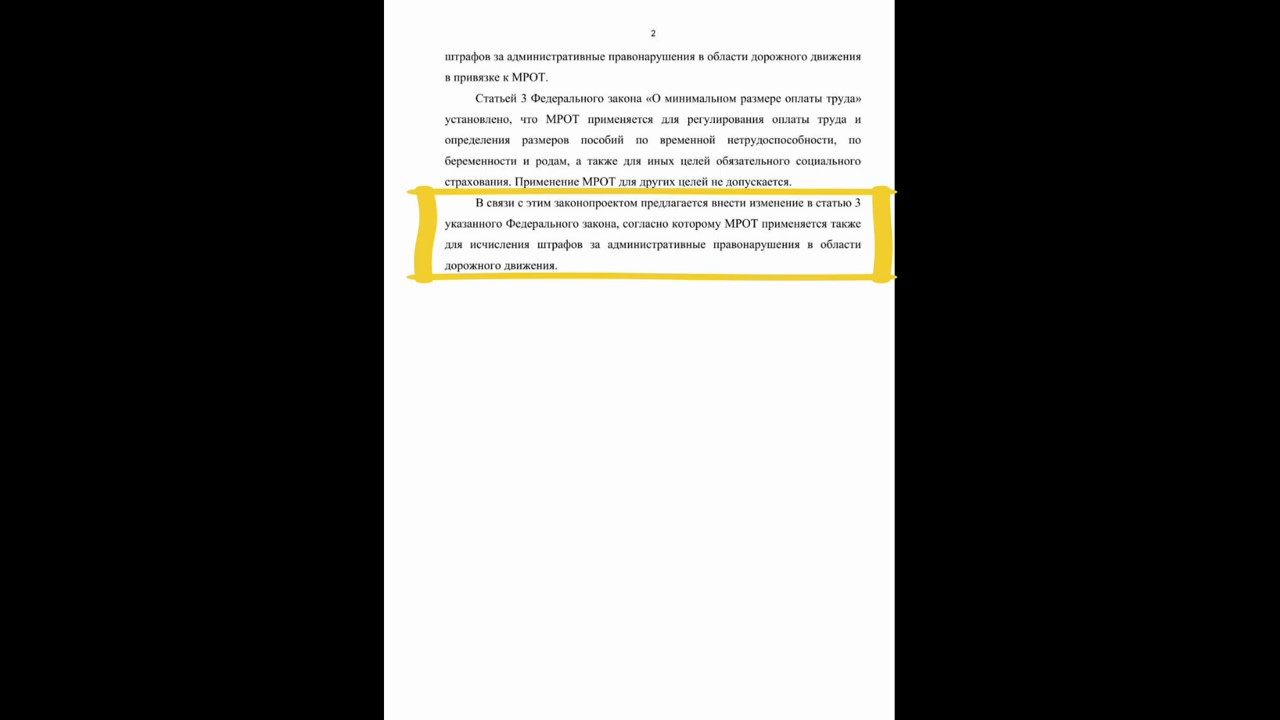 2
штрафов за административные правонарушения в области дорожного движения
в привязке к МРОТ.
Статьей 3 Федерального закона «О минимальном размере оплаты труда»
установлено, что МРОТ применяется для регулирования оплаты труда и
определения размеров пособий по временной нетрудоспособности, по
беременности и родам, а также для иных целей обязательного социального
страхования. Применение МРОТ для других целей не допускается.
В связи с этим законопроектом предлагается внести изменение в статью 3
указанного Федерального закона, согласно которому МРОТ применяется также
для исчисления штрафов за административные правонарушения в области
дорожного движения.